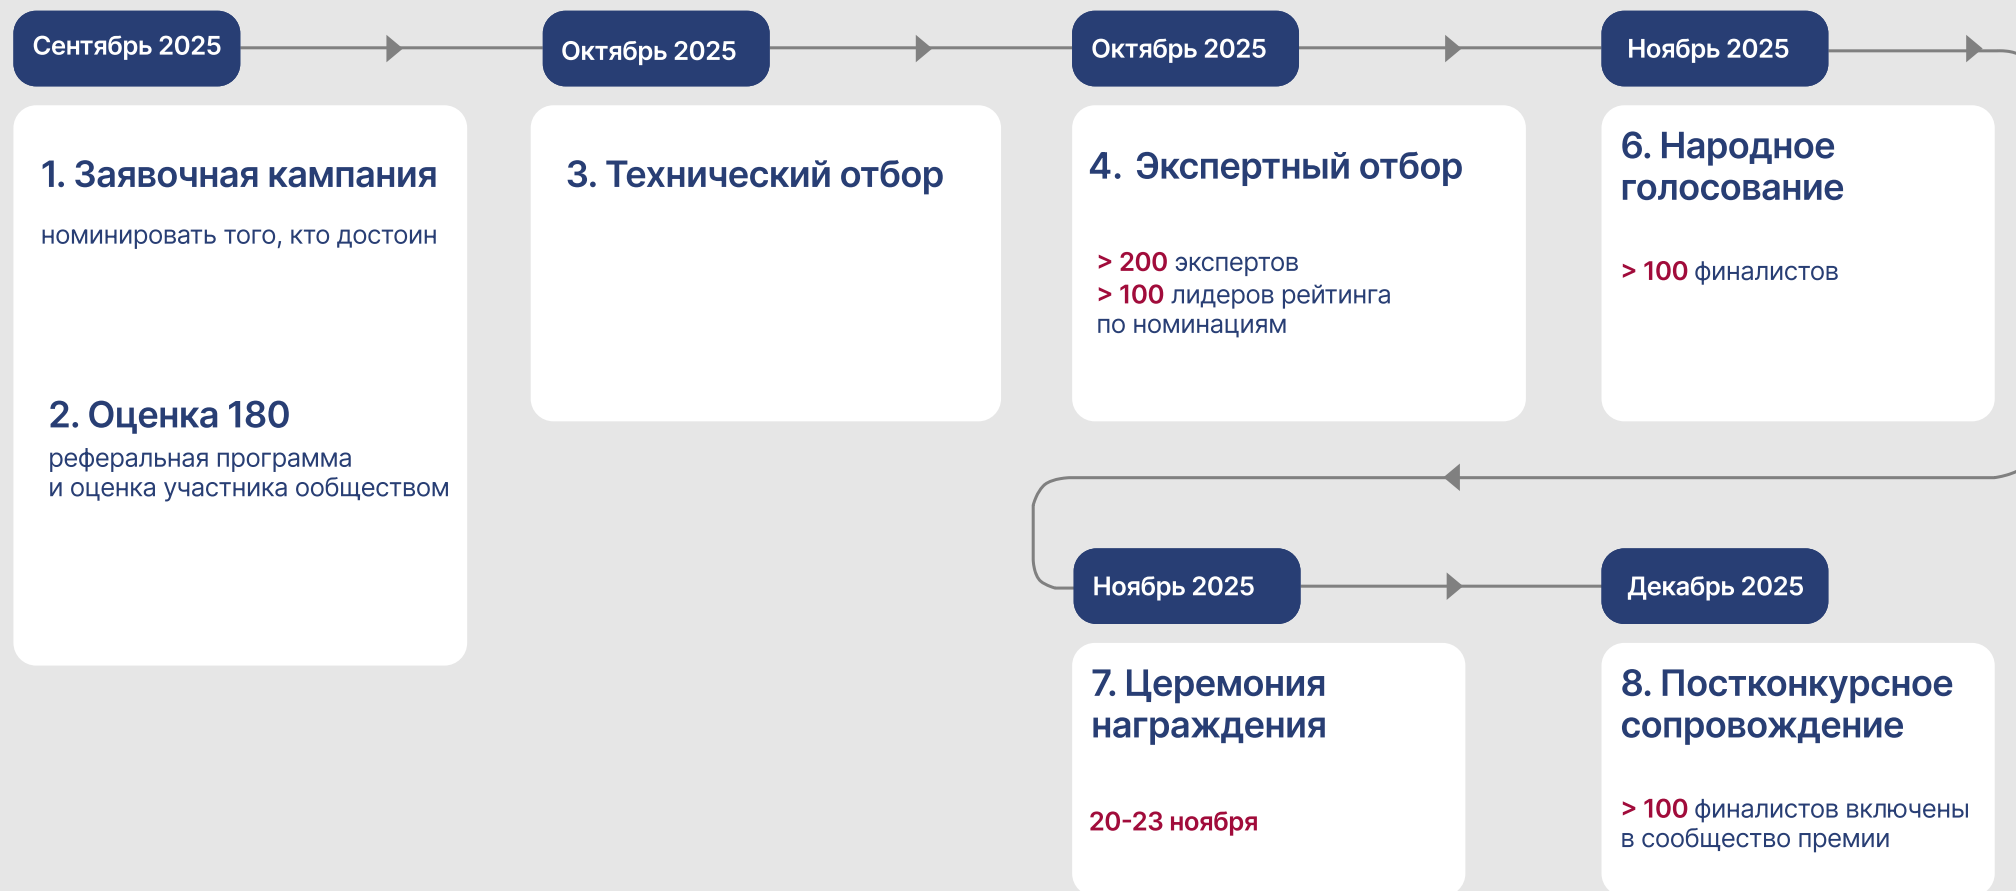 Сентябрь 2025
1. Заявочная кампания
номинировать того, кто достоин
2. Оценка 180
реферальная программа
и оценка участника ообществом
Октябрь 2025
3. Технический отбор
Октябрь 2025
4. Экспертный отбор
> 200 экспертов
> 100 лидеров рейтинга
по номинациям
Ноябрь 2025
6. Народное
голосование
> 100 финалистов
Ноябрь 2025
7. Церемония
награждения
20-23 ноября
Декабрь 2025
8. Постконкурсное
сопровождение
> 100 финалистов включены
в сообщество премии